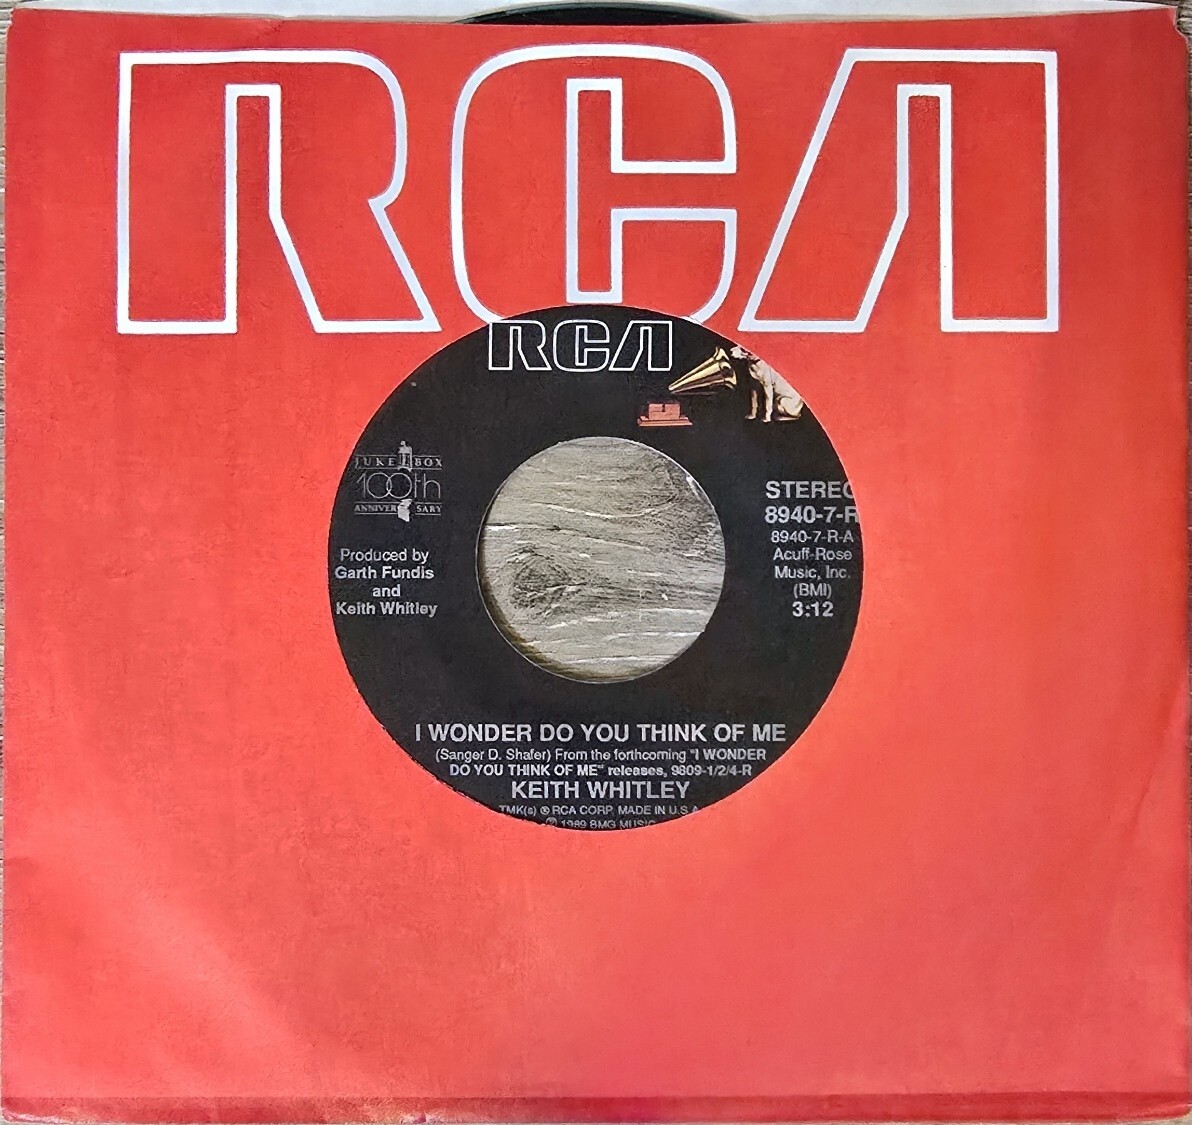 RCA
RCA
JUKEBOX
100th
ANNIVERSARY
Produced by
Garth Fundis
and
Keith Whitley
STEREO
8940-7-R
8940-7-R-A
Acuff-Rose
Music, Inc.
(BMI)
3:12
I WONDER DO YOU THINK OF ME
(Sanger D. Shafer) From the forthcoming "I WONDER
DO YOU THINK OF ME" releases, 9809-1/2/4-R
KEITH WHITLEY
TMK(s) ® RCA CORP. MADE IN U.S.A.
℗ 1989 BMG MUSIC